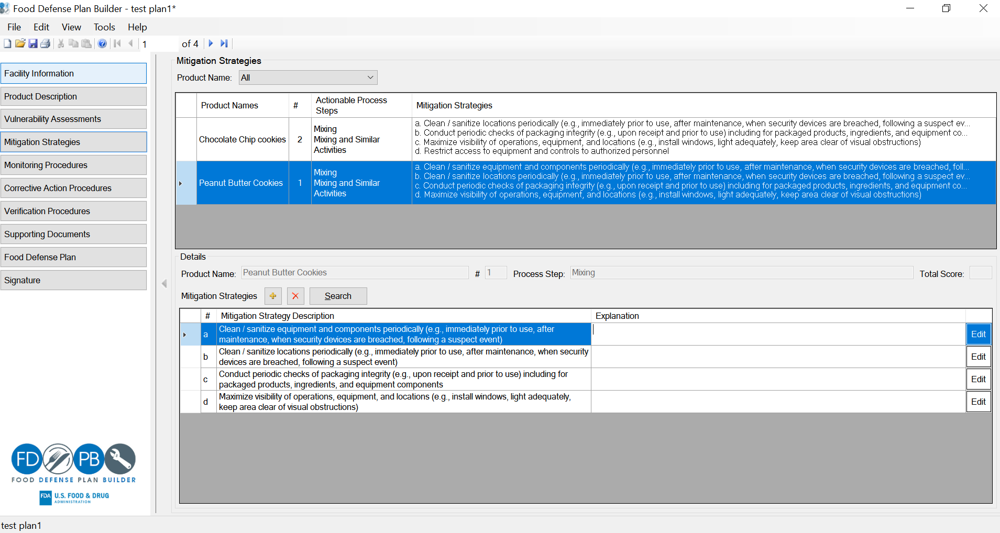 Food Defense Plan Builder - test plan1*
File Edit View Tools Help
1 of 4
Facility Information
Product Description
Vulnerability Assessments
Mitigation Strategies
Monitoring Procedures
Corrective Action Procedures
Verification Procedures
Supporting Documents
Food Defense Plan
Signature
FD PB
FOOD DEFENSE PLAN BUILDER
FDA U.S. FOOD & DRUG
ADMINISTRATION
Mitigation Strategies
Product Name: All
Product Names # Actionable Process Steps Mitigation Strategies
Chocolate Chip cookies 2
Mixing
Mixing and Similar
Activities
a. Clean / sanitize locations periodically (e.g., immediately prior to use, after maintenance, when security devices are breached, following a suspect ev...
b. Conduct periodic checks of packaging integrity (e.g., upon receipt and prior to use) including for packaged products, ingredients, and equipment co...
c. Maximize visibility of operations, equipment, and locations (e.g., install windows, light adequately, keep area clear of visual obstructions)
d. Restrict access to equipment and controls to authorized personnel
Peanut Butter Cookies 1
Mixing
Mixing and Similar
Activities
a. Clean / sanitize equipment and components periodically (e.g., immediately prior to use, after maintenance, when security devices are breached, foll...
b. Clean / sanitize locations periodically (e.g., immediately prior to use, after maintenance, when security devices are breached, following a suspect ev...
c. Conduct periodic checks of packaging integrity (e.g., upon receipt and prior to use) including for packaged products, ingredients, and equipment co...
d. Maximize visibility of operations, equipment, and locations (e.g., install windows, light adequately, keep area clear of visual obstructions)
Details
Product Name: Peanut Butter Cookies # 1 Process Step: Mixing Total Score:
Mitigation Strategies Search
# Mitigation Strategy Description Explanation
a Clean / sanitize equipment and components periodically (e.g., immediately prior to use, after
maintenance, when security devices are breached, following a suspect event) Edit
b Clean / sanitize locations periodically (e.g., immediately prior to use, after maintenance, when security
devices are breached, following a suspect event) Edit
c Conduct periodic checks of packaging integrity (e.g., upon receipt and prior to use) including for
packaged products, ingredients, and equipment components Edit
d Maximize visibility of operations, equipment, and locations (e.g., install windows, light adequately,
keep area clear of visual obstructions) Edit
test plan1